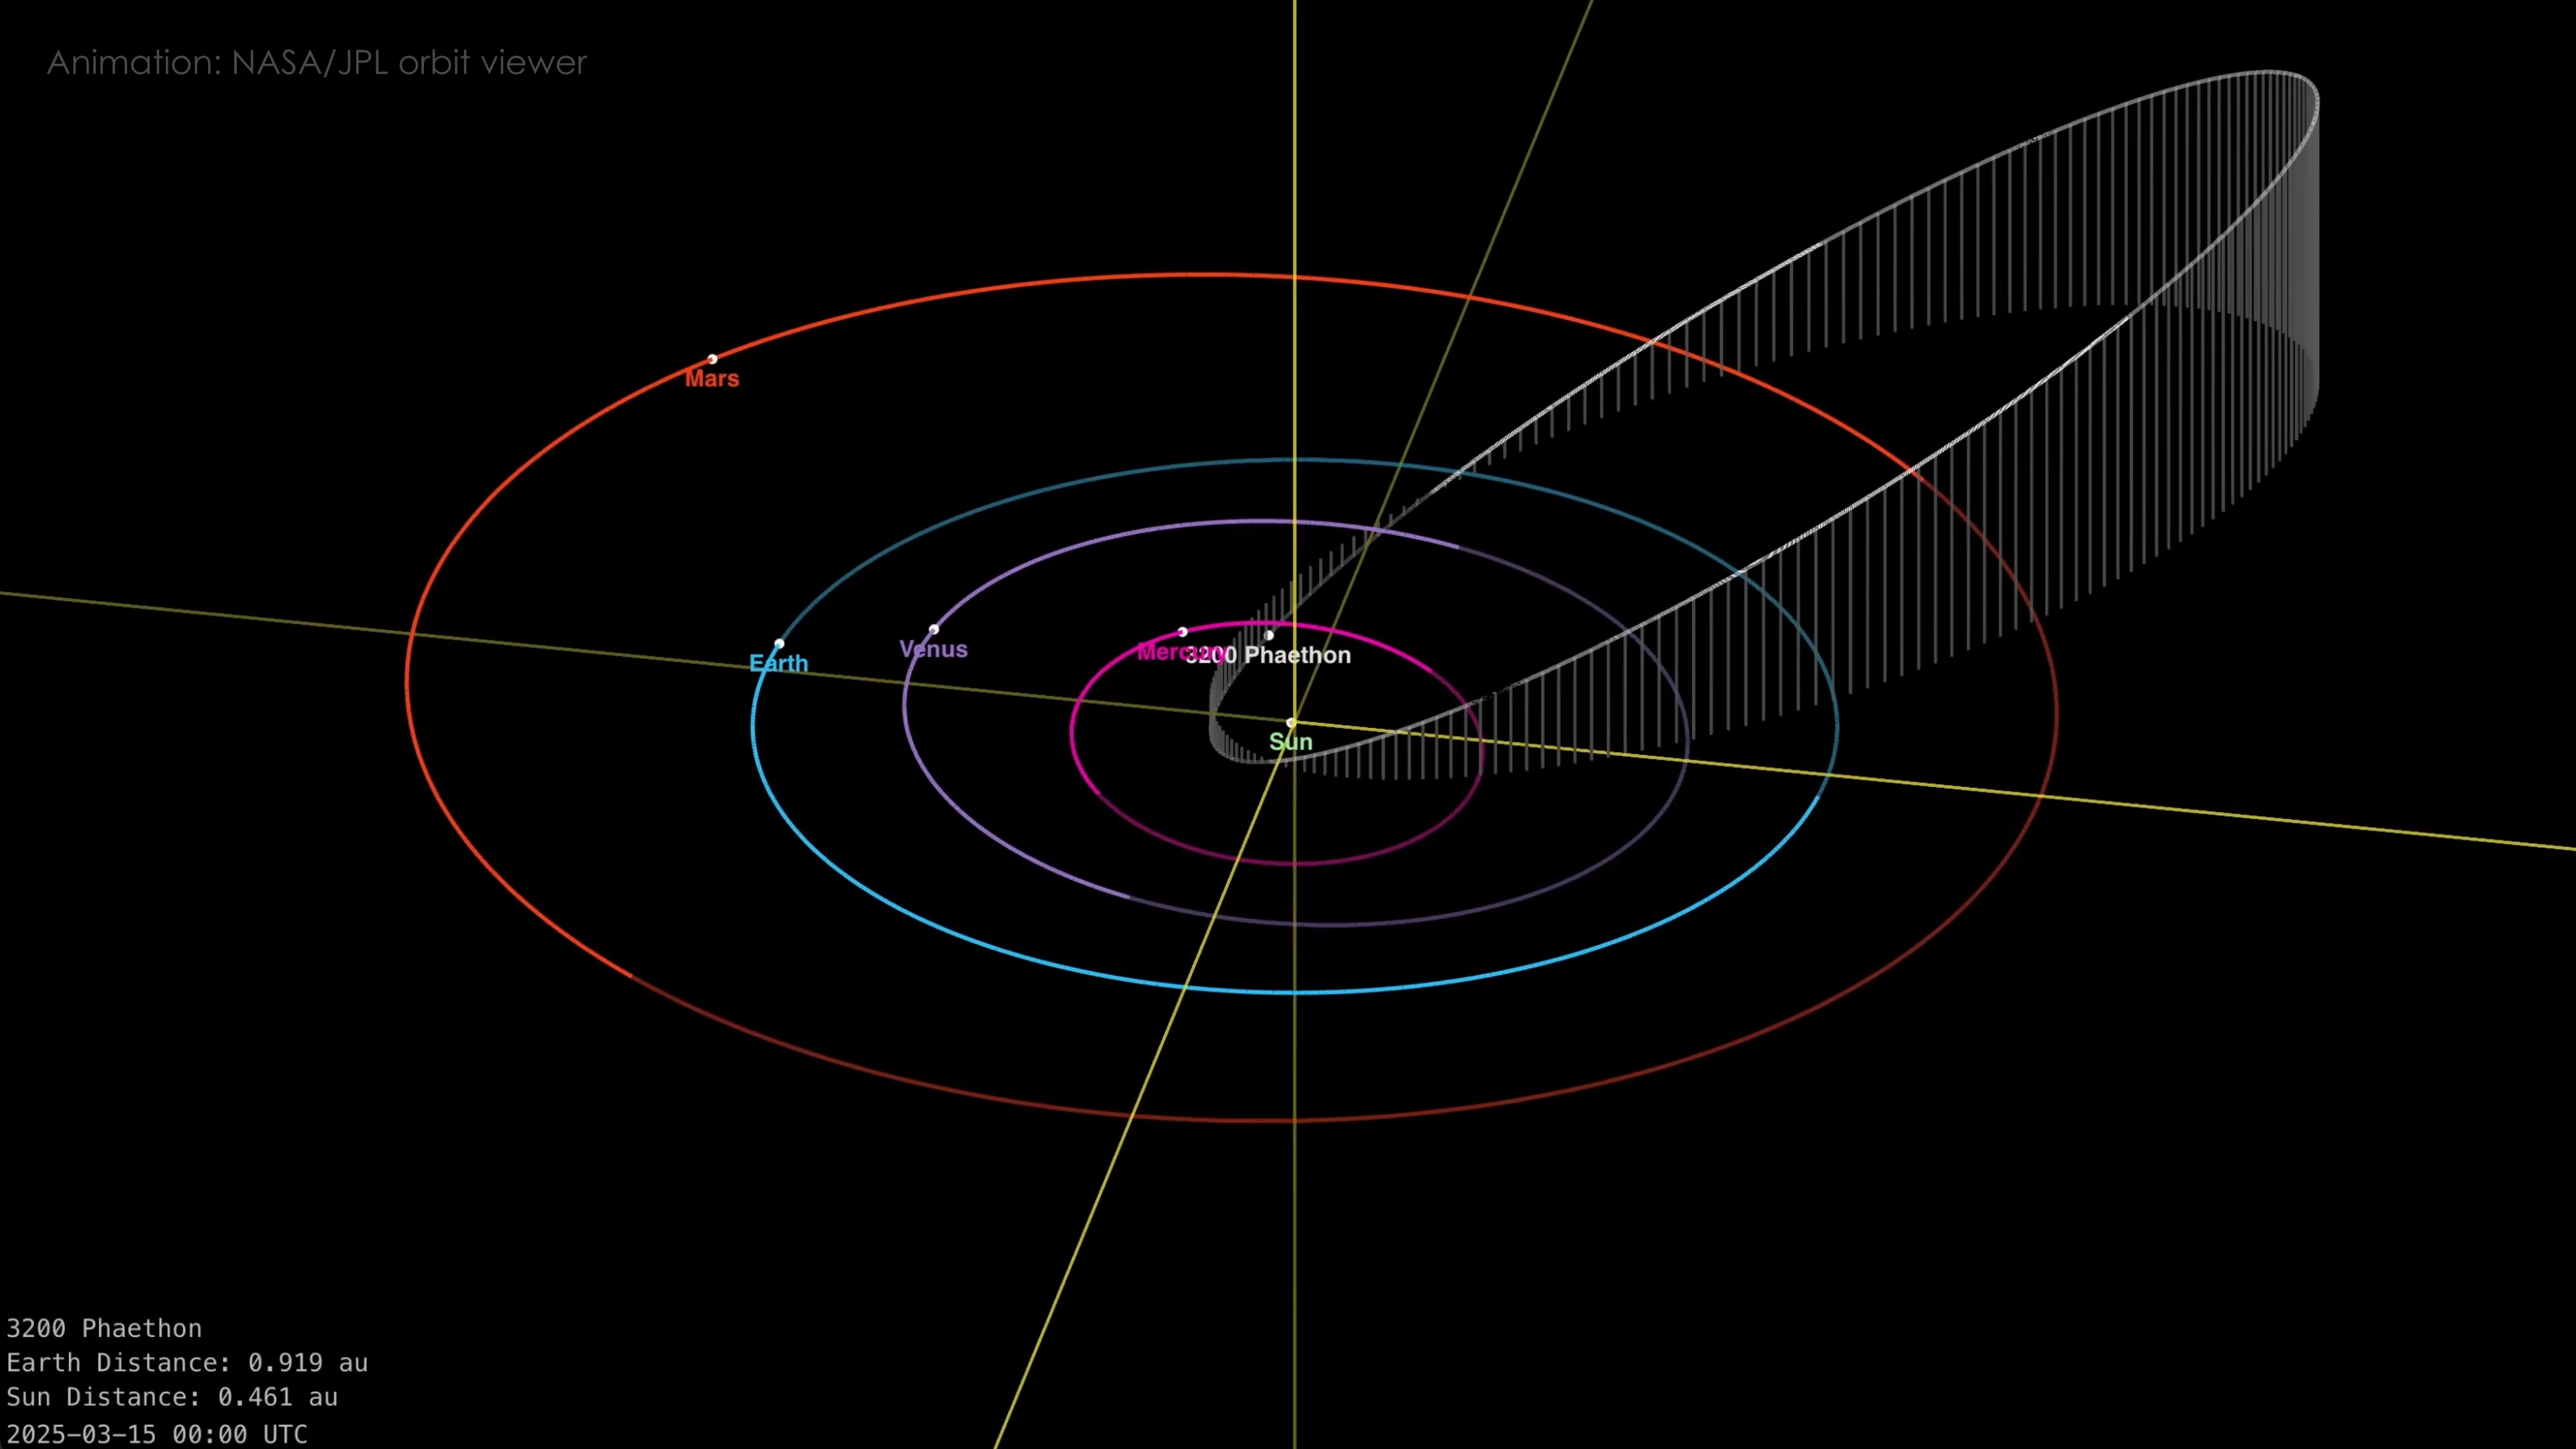 Animation: NASA/JPL orbit viewer
Mars
Earth
Venus
Mercury
3200 Phaethon
Sun
3200 Phaethon
Earth Distance: 0.919 au
Sun Distance: 0.461 au
2025-03-15 00:00 UTC